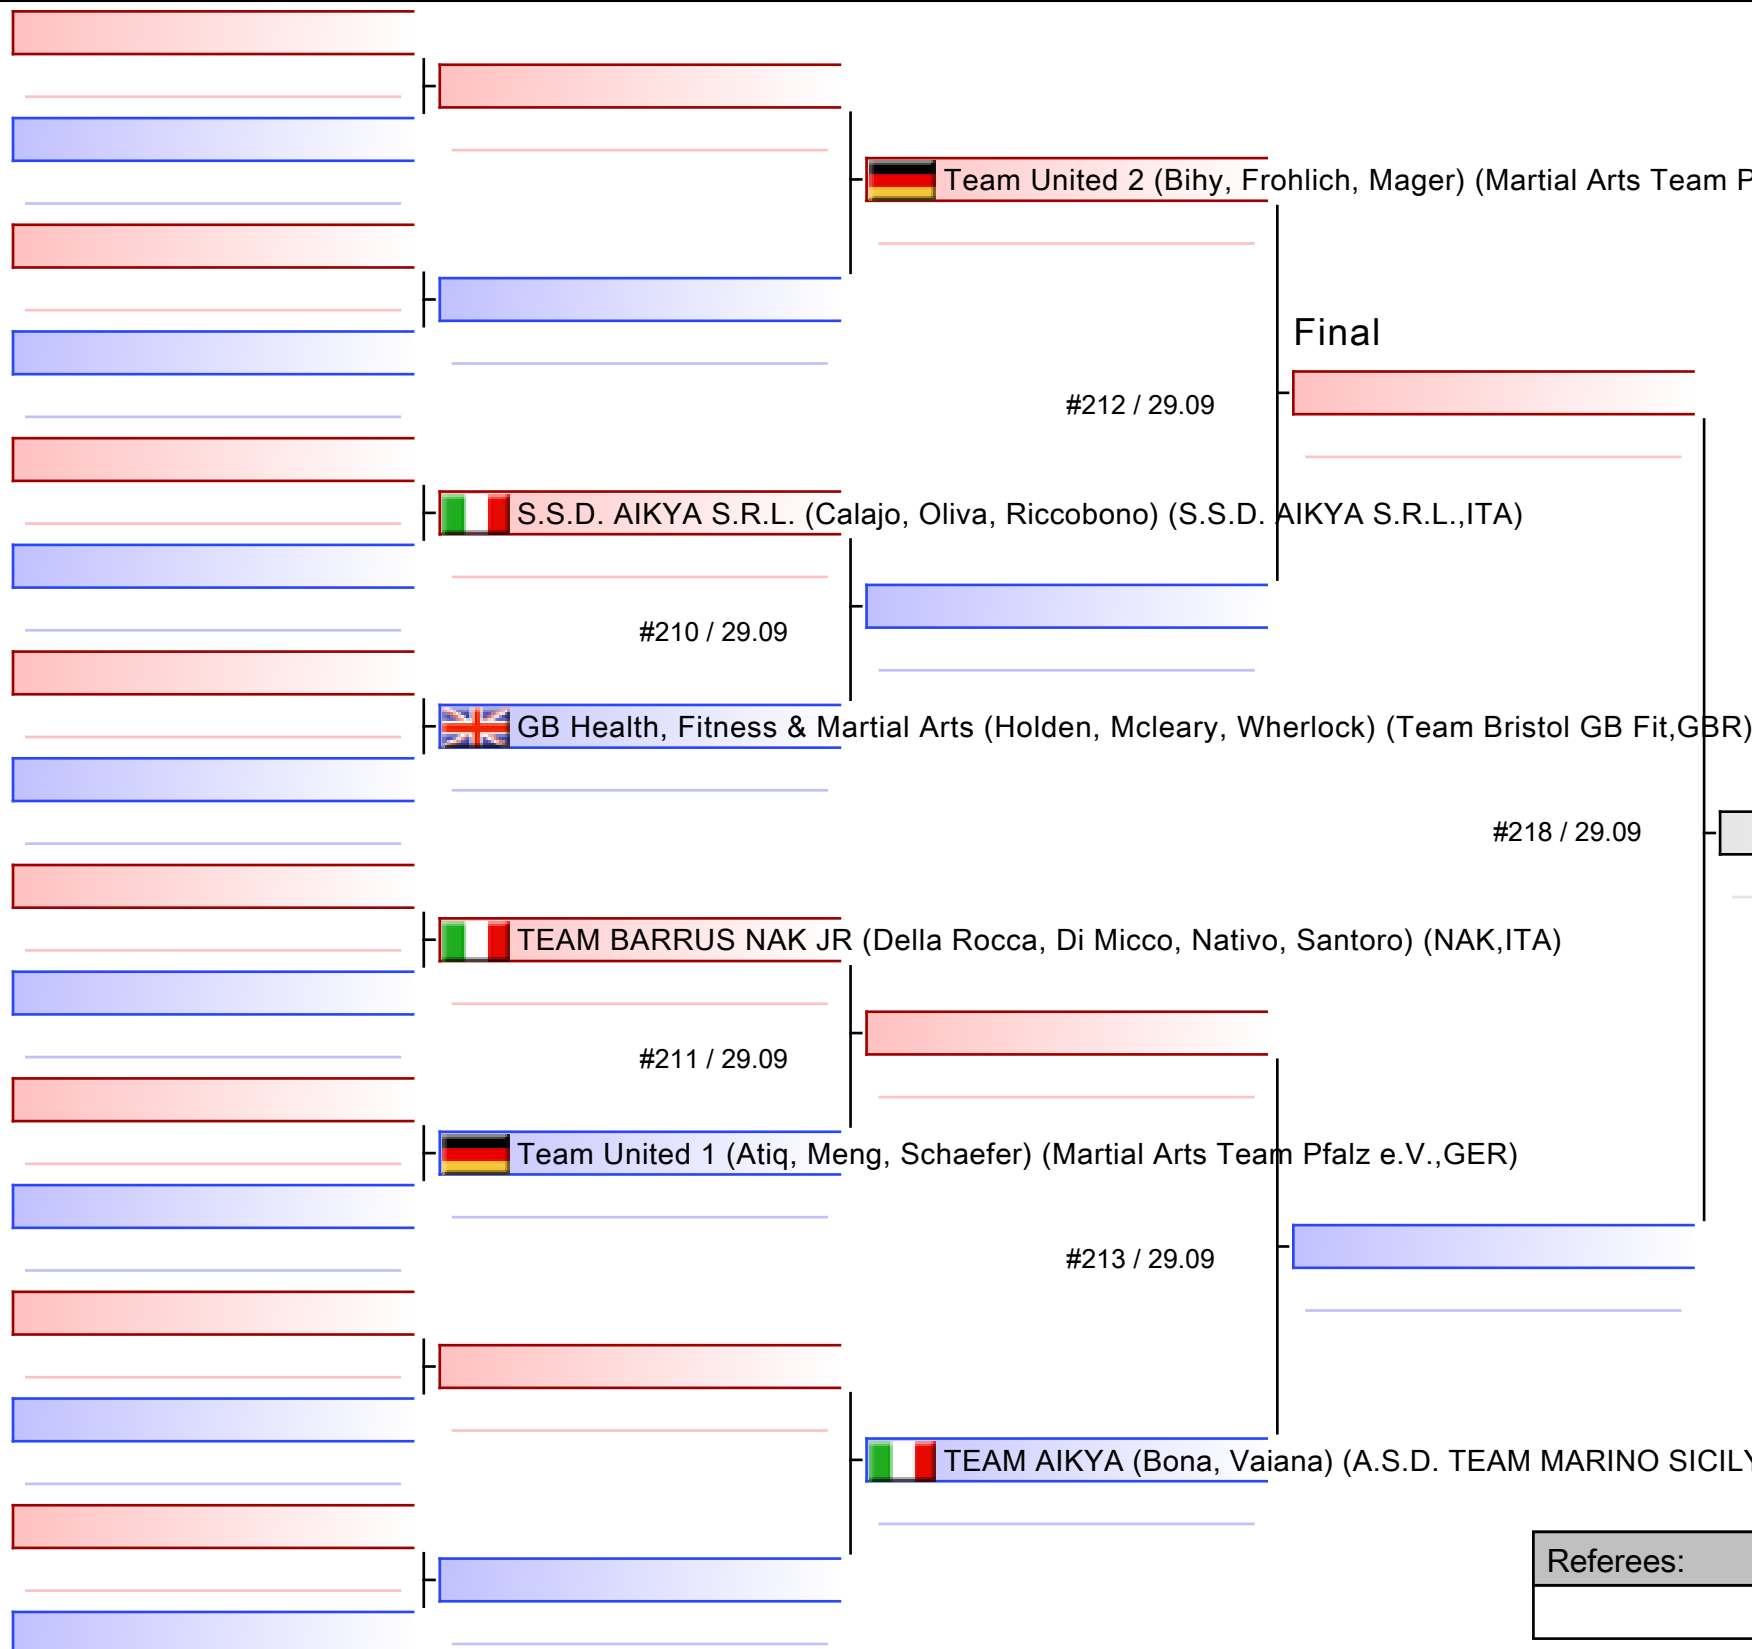 Team United 2 (Bihy, Frohlich, Mager) (Martial Arts Team P
Final
#212 / 29.09
S.S.D. AIKYA S.R.L. (Calajo, Oliva, Riccobono) (S.S.D. AIKYA S.R.L.,ITA)
#210 / 29.09
GB Health, Fitness & Martial Arts (Holden, Mcleary, Wherlock) (Team Bristol GB Fit,GBR)
#218 / 29.09
TEAM BARRUS NAK JR (Della Rocca, Di Micco, Nativo, Santoro) (NAK,ITA)
#211 / 29.09
Team United 1 (Atiq, Meng, Schaefer) (Martial Arts Team Pfalz e.V.,GER)
#213 / 29.09
TEAM AIKYA (Bona, Vaiana) (A.S.D. TEAM MARINO SICILY
Referees: